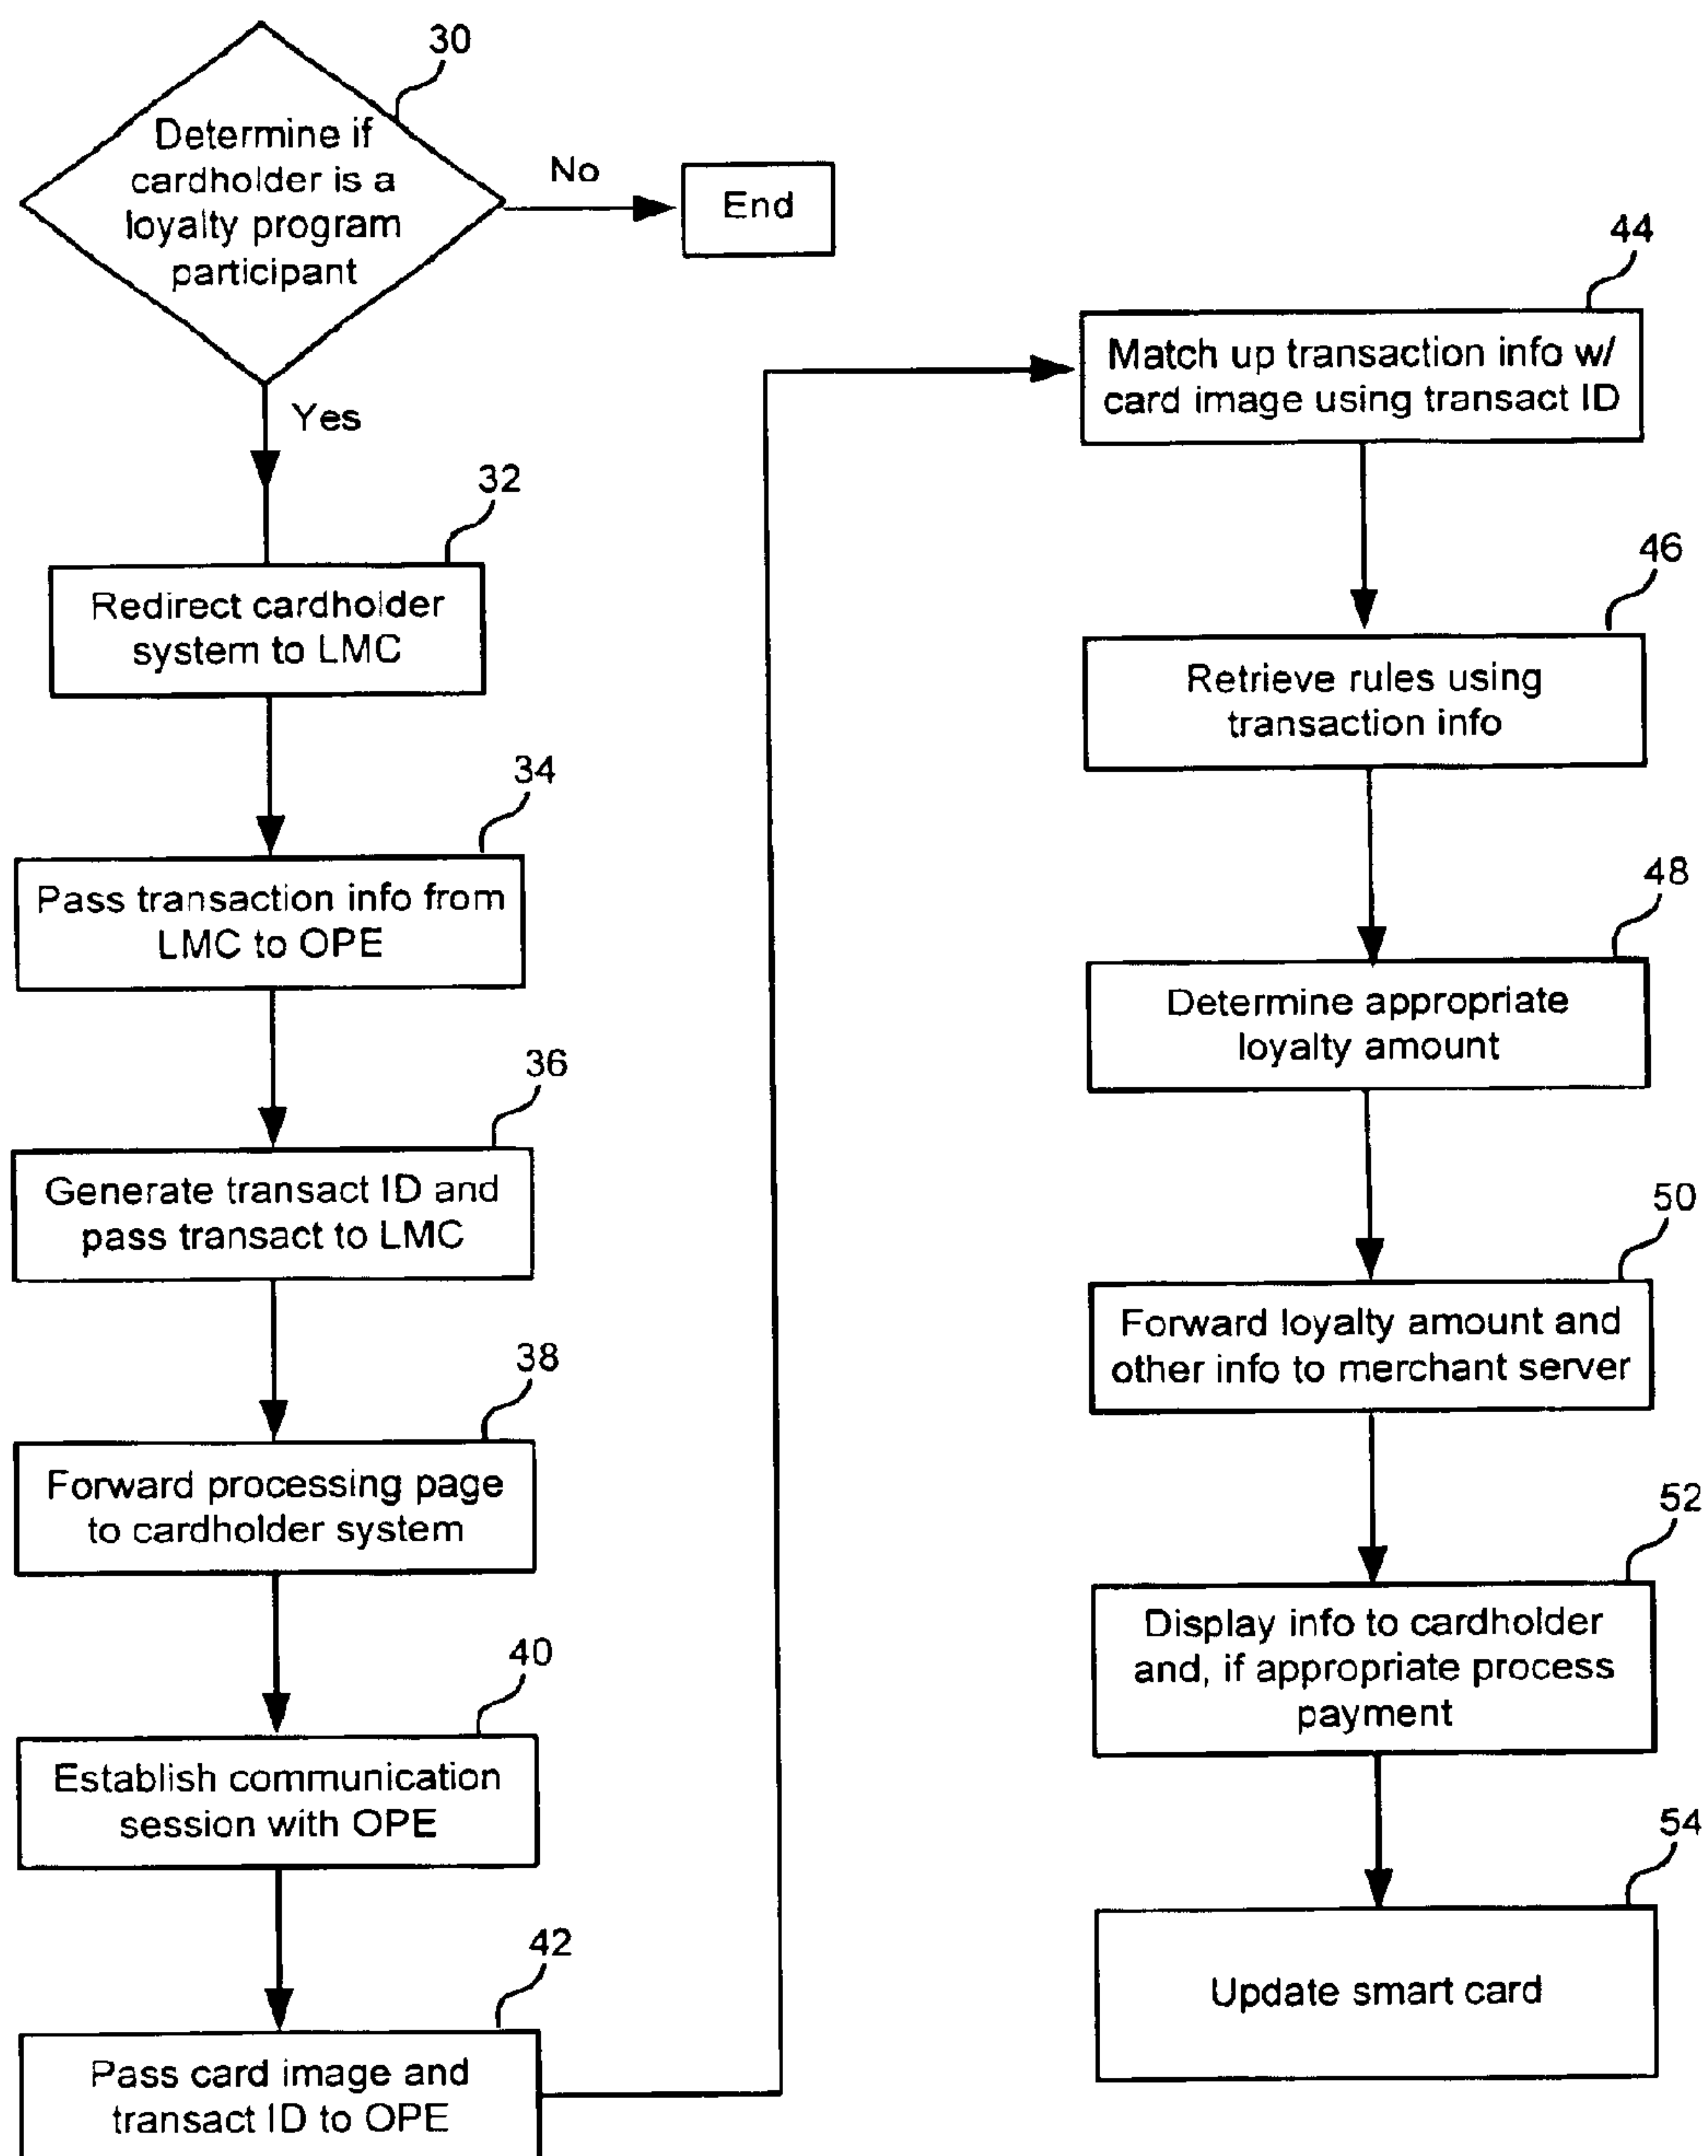 30
Determine if
cardholder is a
loyalty program
participant
No
End
Yes
32
Redirect cardholder
system to LMC
34
Pass transaction info from
LMC to OPE
36
Generate transact ID and
pass transact to LMC
38
Forward processing page
to cardholder system
40
Establish communication
session with OPE
42
Pass card image and
transact ID to OPE
44
Match up transaction info w/
card image using transact ID
46
Retrieve rules using
transaction info
48
Determine appropriate
loyalty amount
50
Forward loyalty amount and
other info to merchant server
52
Display info to cardholder
and, if appropriate process
payment
54
Update smart card